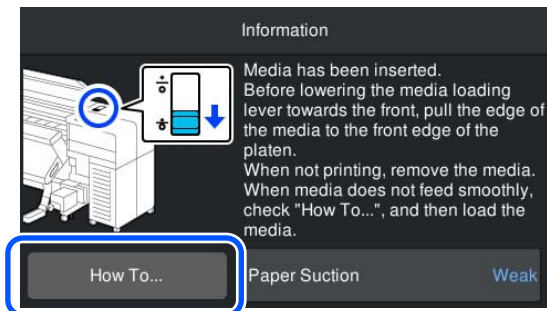 Information
Media has been inserted.
Before lowering the media loading
lever towards the front, pull the edge of
the media to the front edge of the
platen.
When not printing, remove the media.
When media does not feed smoothly,
check "How To...", and then load the
media.
How To...
Paper Suction
Weak